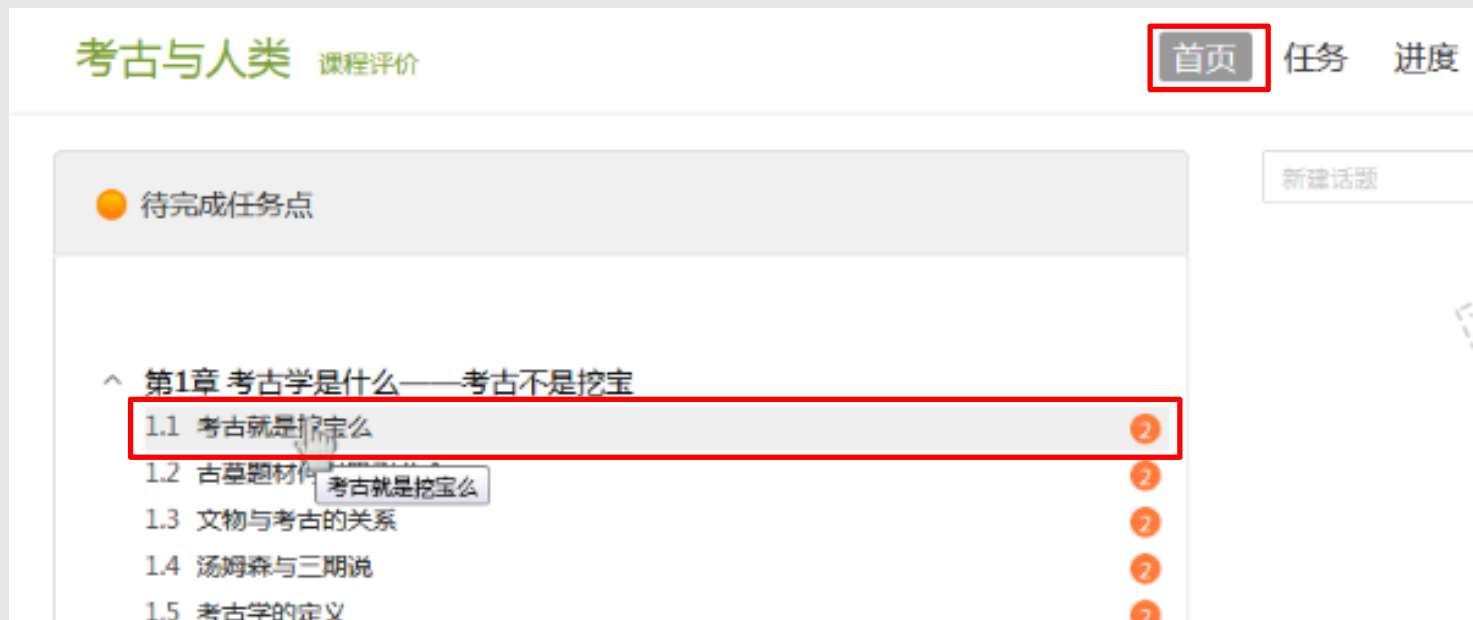 考古与人类 课程评价
首页 任务 进度
待完成任务点
新建话题
第1章 考古学是什么——考古不是挖宝
1.1 考古就是挖宝么 2
1.2 古墓题材 2
考古就是挖宝么
1.3 文物与考古的关系 2
1.4 汤姆森与三期说 2
1.5 考古学的定义 2